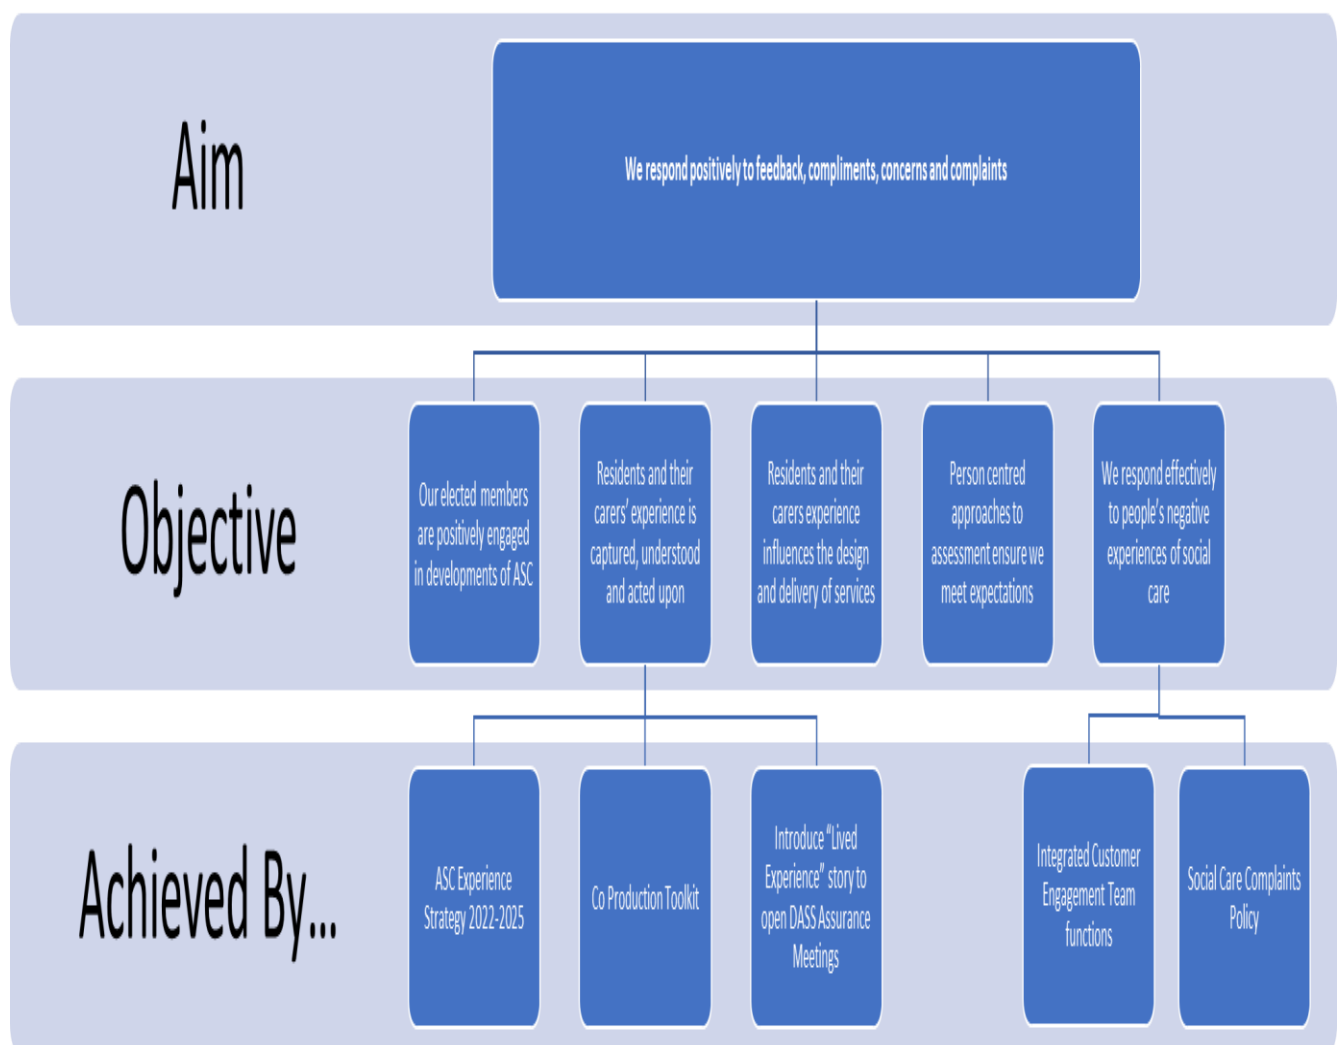 Aim
We respond positively to feedback, compliments, concerns and complaints
Objective
Our elected members
are positively engaged
in developments of ASC
Residents and their
carers’ experience is
captured, understood
and acted upon
Residents and their
carers experience
influences the design
and delivery of services
Person centred
approaches to
assessment ensure we
meet expectations
We respond effectively
to people’s negative
experiences of social
care
Achieved By...
ASC Experience
Strategy 2022-2025
Co Production Toolkit
Introduce “Lived
Experience” story to
open DASS Assurance
Meetings
Integrated Customer
Engagement Team
functions
Social Care Complaints
Policy